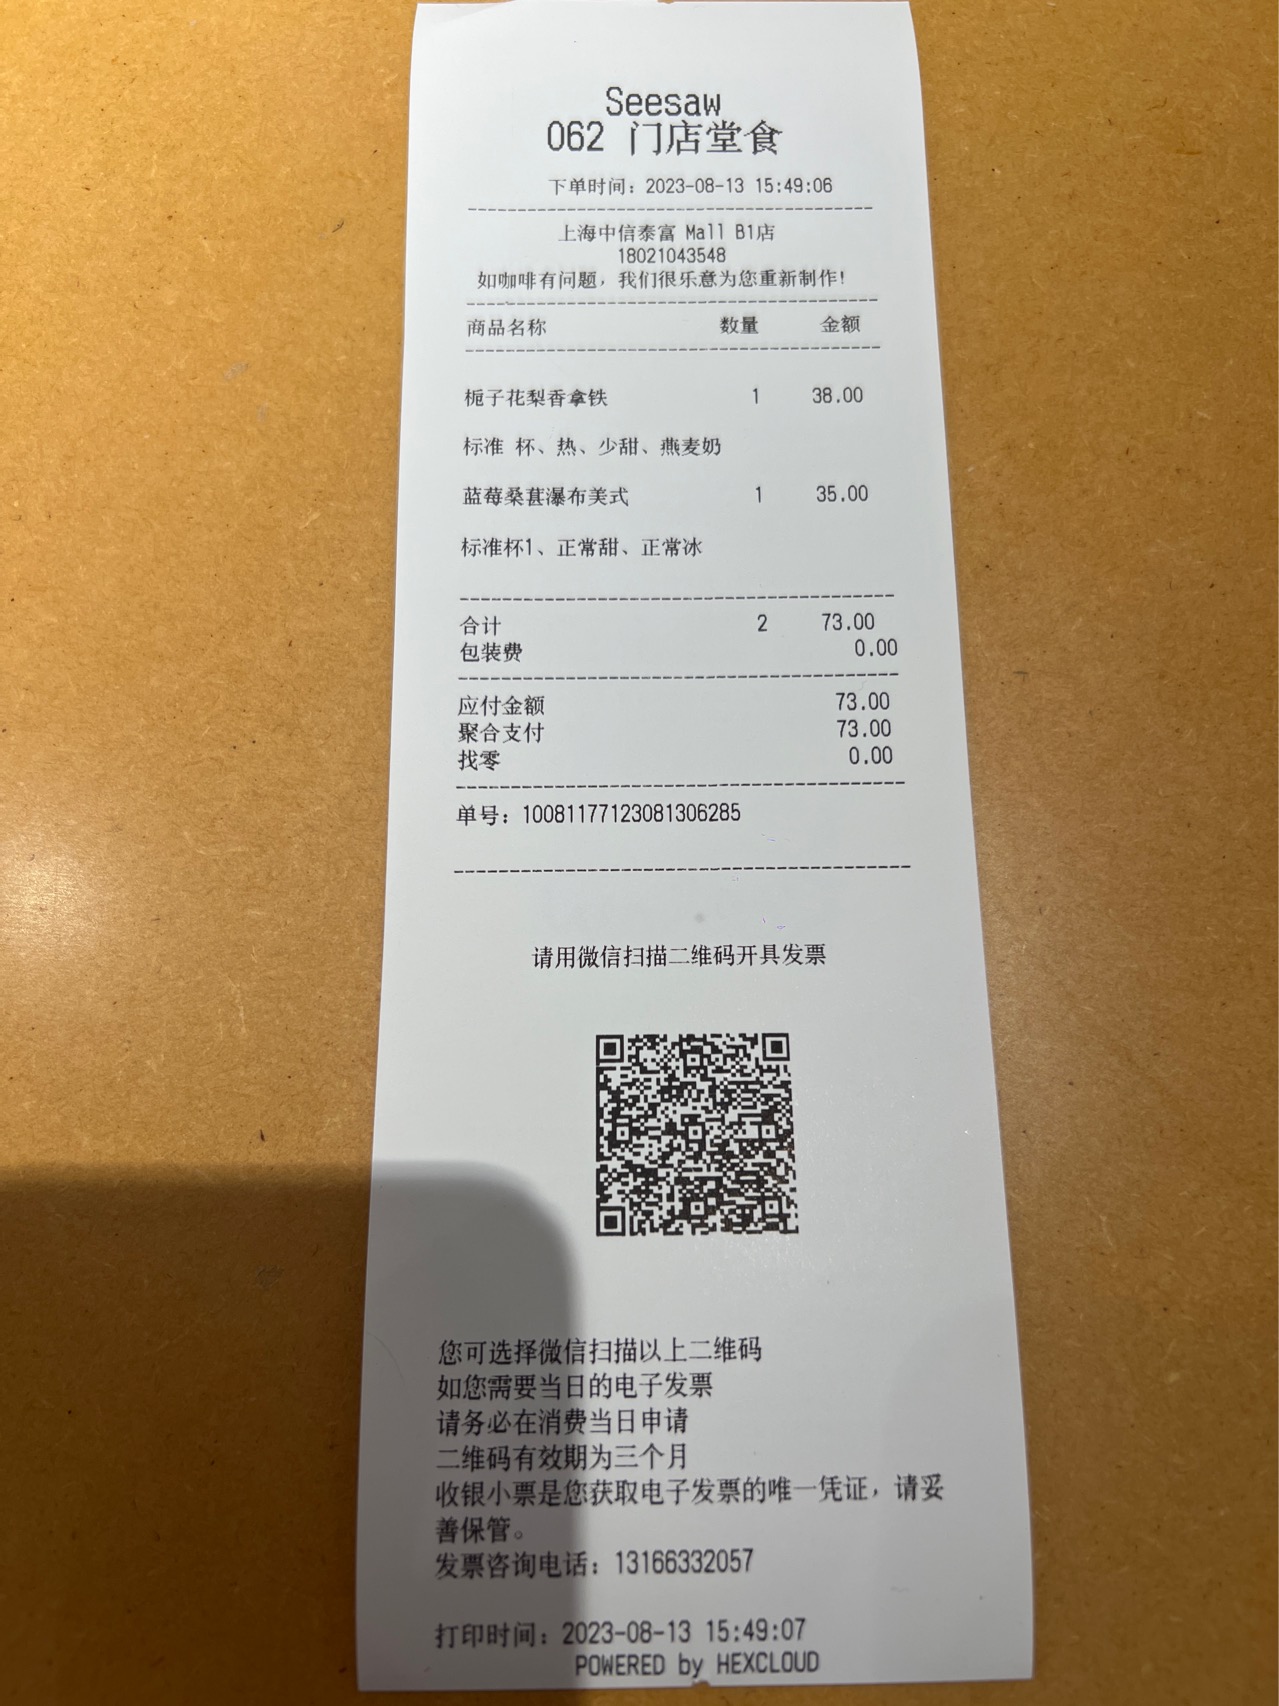 Seesaw
062 门店堂食
下单时间：2023-08-13 15:49:06
上海中信泰富 Mall B1店
18021043548
如咖啡有问题，我们很乐意为您重新制作！
商品名称 数量 金额
栀子花梨香拿铁 1 38.00
标准 杯、热、少甜、燕麦奶
蓝莓桑葚瀑布美式 1 35.00
标准杯1、正常甜、正常冰
合计 2 73.00
包装费 0.00
应付金额 73.00
聚合支付 73.00
找零 0.00
单号：10081177123081306285
请用微信扫描二维码开具发票
您可选择微信扫描以上二维码
如您需要当日的电子发票
请务必在消费当日申请
二维码有效期为三个月
收银小票是您获取电子发票的唯一凭证，请妥
善保管。
发票咨询电话：13166332057
打印时间：2023-08-13 15:49:07
POWERED by HEXCLOUD